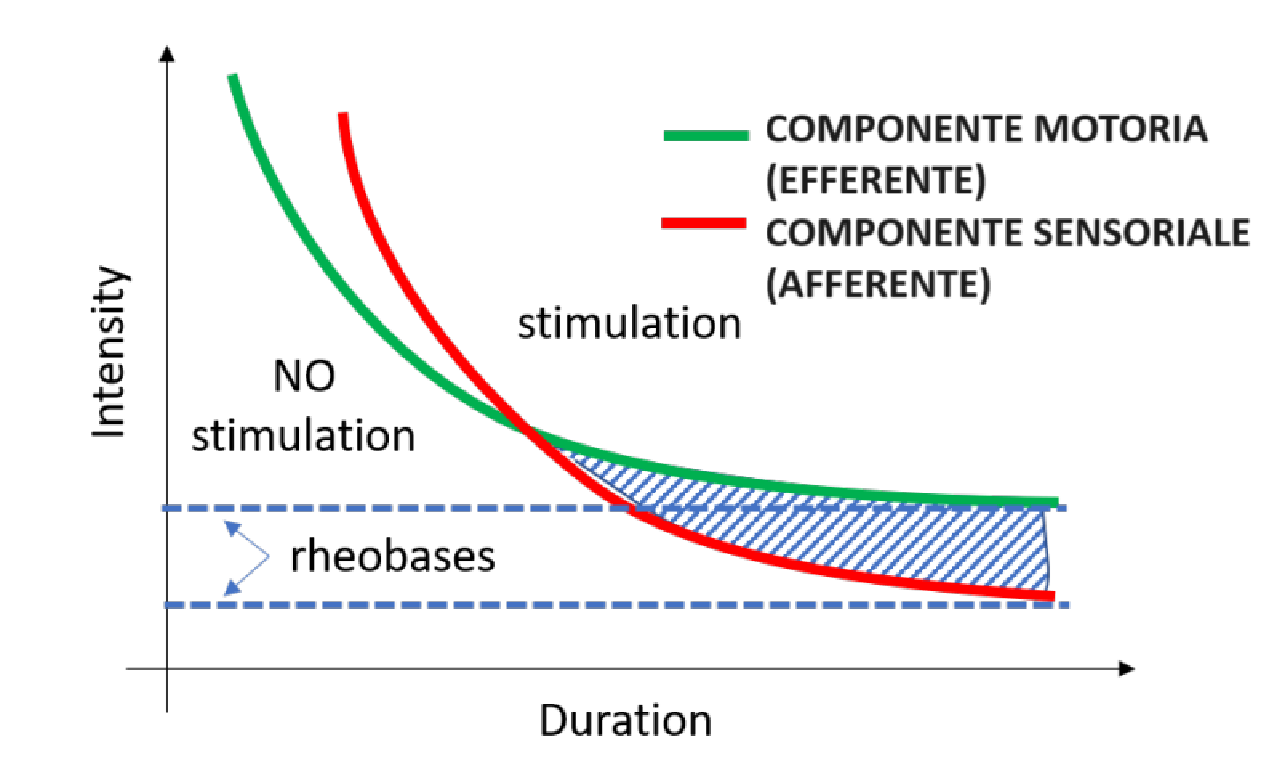 COMPONENTE MOTORIA
(EFFERENTE)
COMPONENTE SENSORIALE
(AFFERENTE)
stimulation
NO
stimulation
Intensity
rheobases
Duration